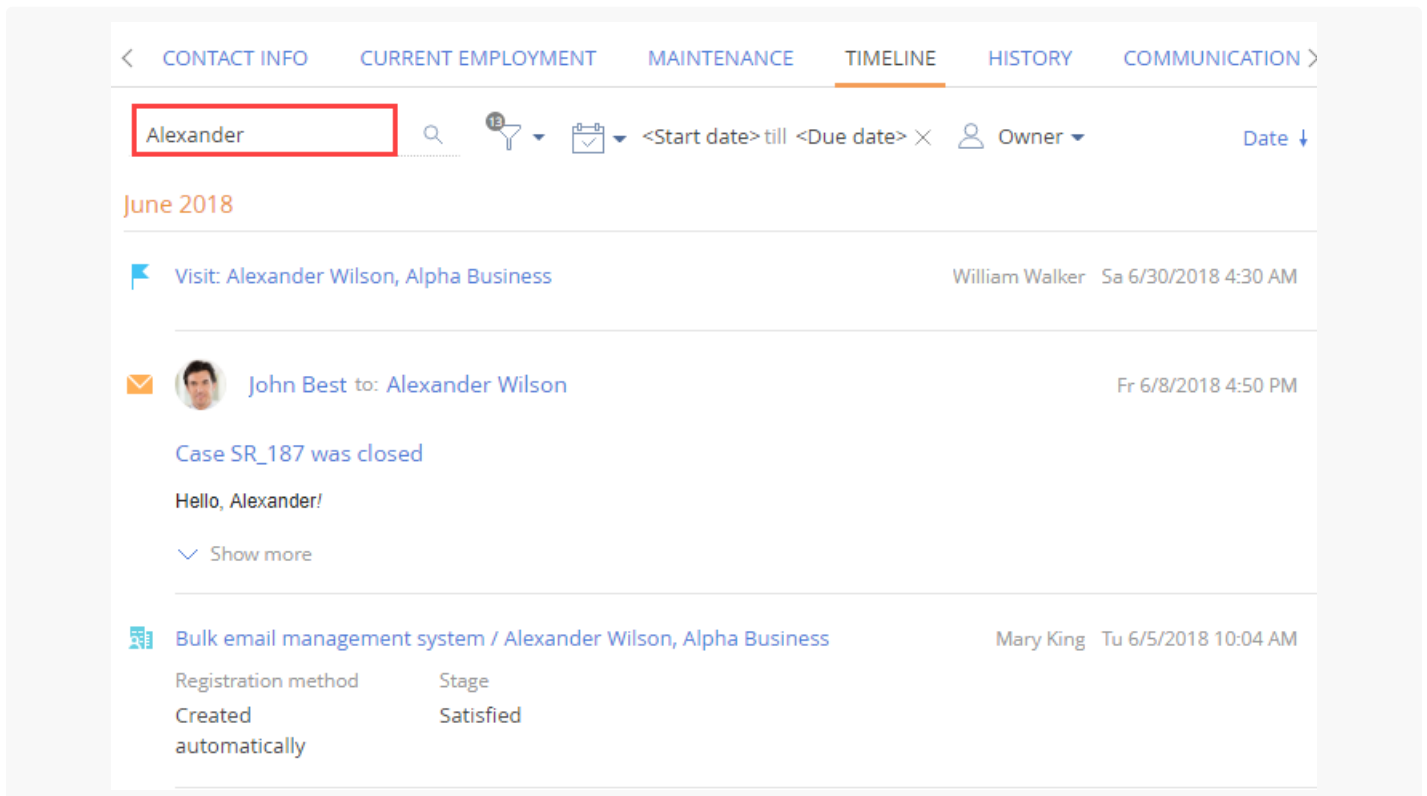 CONTACT INFO CURRENT EMPLOYMENT MAINTENANCE TIMELINE HISTORY COMMUNICATION
Alexander 13 <Start date> till <Due date> Owner Date
June 2018
Visit: Alexander Wilson, Alpha Business William Walker Sa 6/30/2018 4:30 AM
John Best to: Alexander Wilson Fr 6/8/2018 4:50 PM
Case SR_187 was closed
Hello, Alexander!
Show more
Bulk email management system / Alexander Wilson, Alpha Business Mary King Tu 6/5/2018 10:04 AM
Registration method Stage
Created Satisfied
automatically